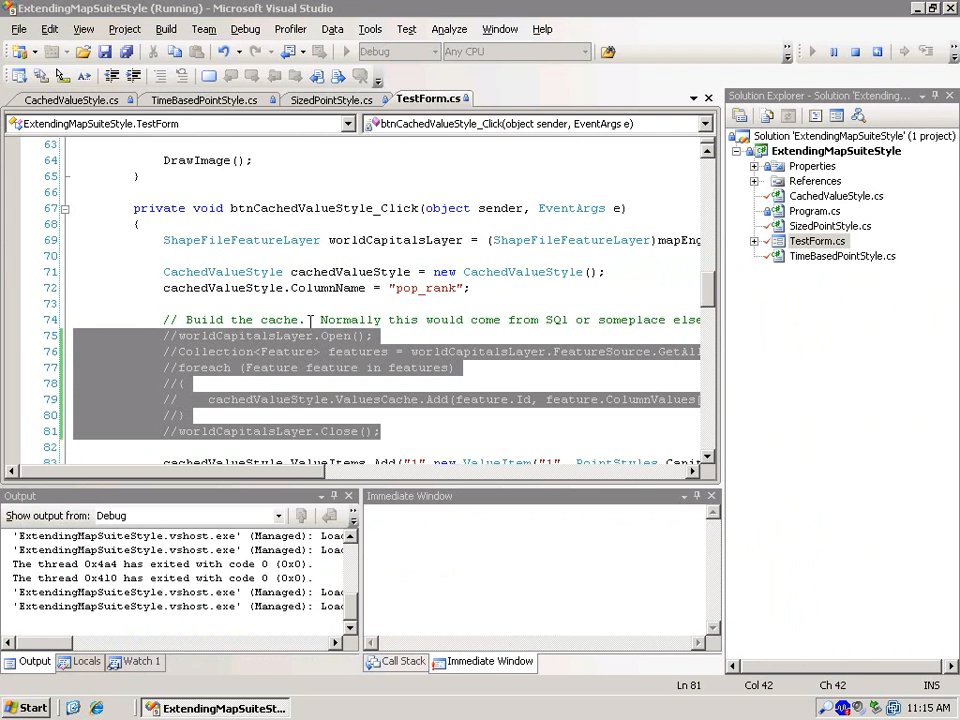 ExtendingMapSuiteStyle (Running) - Microsoft Visual Studio
File Edit View Project Build Team Debug Profiler Data Tools Test Analyze Window Help
Debug Any CPU
CachedValueStyle.cs TimeBasedPointStyle.cs SizedPointStyle.cs TestForm.cs
ExtendingMapSuiteStyle.TestForm btnCachedValueStyle_Click(object sender, EventArgs e)
63
64 DrawImage();
65 }
66
67 private void btnCachedValueStyle_Click(object sender, EventArgs e)
68 {
69 ShapeFileFeatureLayer worldCapitalsLayer = (ShapeFileFeatureLayer)mapEng
70
71 CachedValueStyle cachedValueStyle = new CachedValueStyle();
72 cachedValueStyle.ColumnName = "pop_rank";
73
74 // Build the cache. Normally this would come from SQl or someplace else
75 //worldCapitalsLayer.Open();
76 //Collection<Feature> features = worldCapitalsLayer.FeatureSource.GetAll
77 //foreach (Feature feature in features)
78 //{
79 // cachedValueStyle.ValuesCache.Add(feature.Id, feature.ColumnValues[
80 //}
81 //worldCapitalsLayer.Close();
82
83 cachedValueStyle.ValueItems.Add("1",new ValueItem("1", PointStyles.Capit
Solution Explorer - Extending...
Solution 'ExtendingMapSuiteStyle' (1 project)
ExtendingMapSuiteStyle
Properties
References
CachedValueStyle.cs
Program.cs
SizedPointStyle.cs
TestForm.cs
TimeBasedPointStyle.cs
Output
Show output from: Debug
'ExtendingMapSuiteStyle.vshost.exe' (Managed): Loa
'ExtendingMapSuiteStyle.vshost.exe' (Managed): Loa
The thread 0x4a4 has exited with code 0 (0x0).
The thread 0x410 has exited with code 0 (0x0).
'ExtendingMapSuiteStyle.vshost.exe' (Managed): Loa
'ExtendingMapSuiteStyle.vshost.exe' (Managed): Loa
Immediate Window
Output Locals Watch 1
Call Stack Immediate Window
Ln 81 Col 42 Ch 42 INS
Start ExtendingMapSuiteSt... 11:15 AM